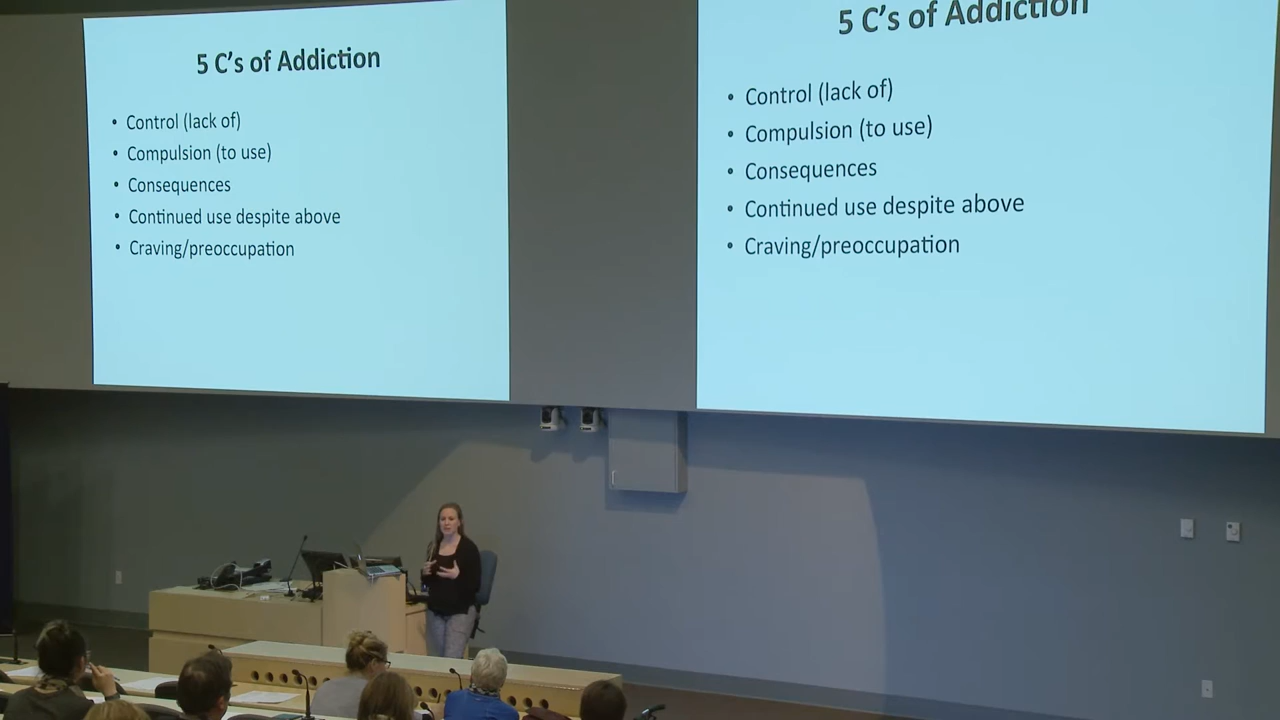 5 C's of Addiction
• Control (lack of)
• Compulsion (to use)
• Consequences
• Continued use despite above
• Craving/preoccupation
5 C's of Addiction
• Control (lack of)
• Compulsion (to use)
• Consequences
• Continued use despite above
• Craving/preoccupation